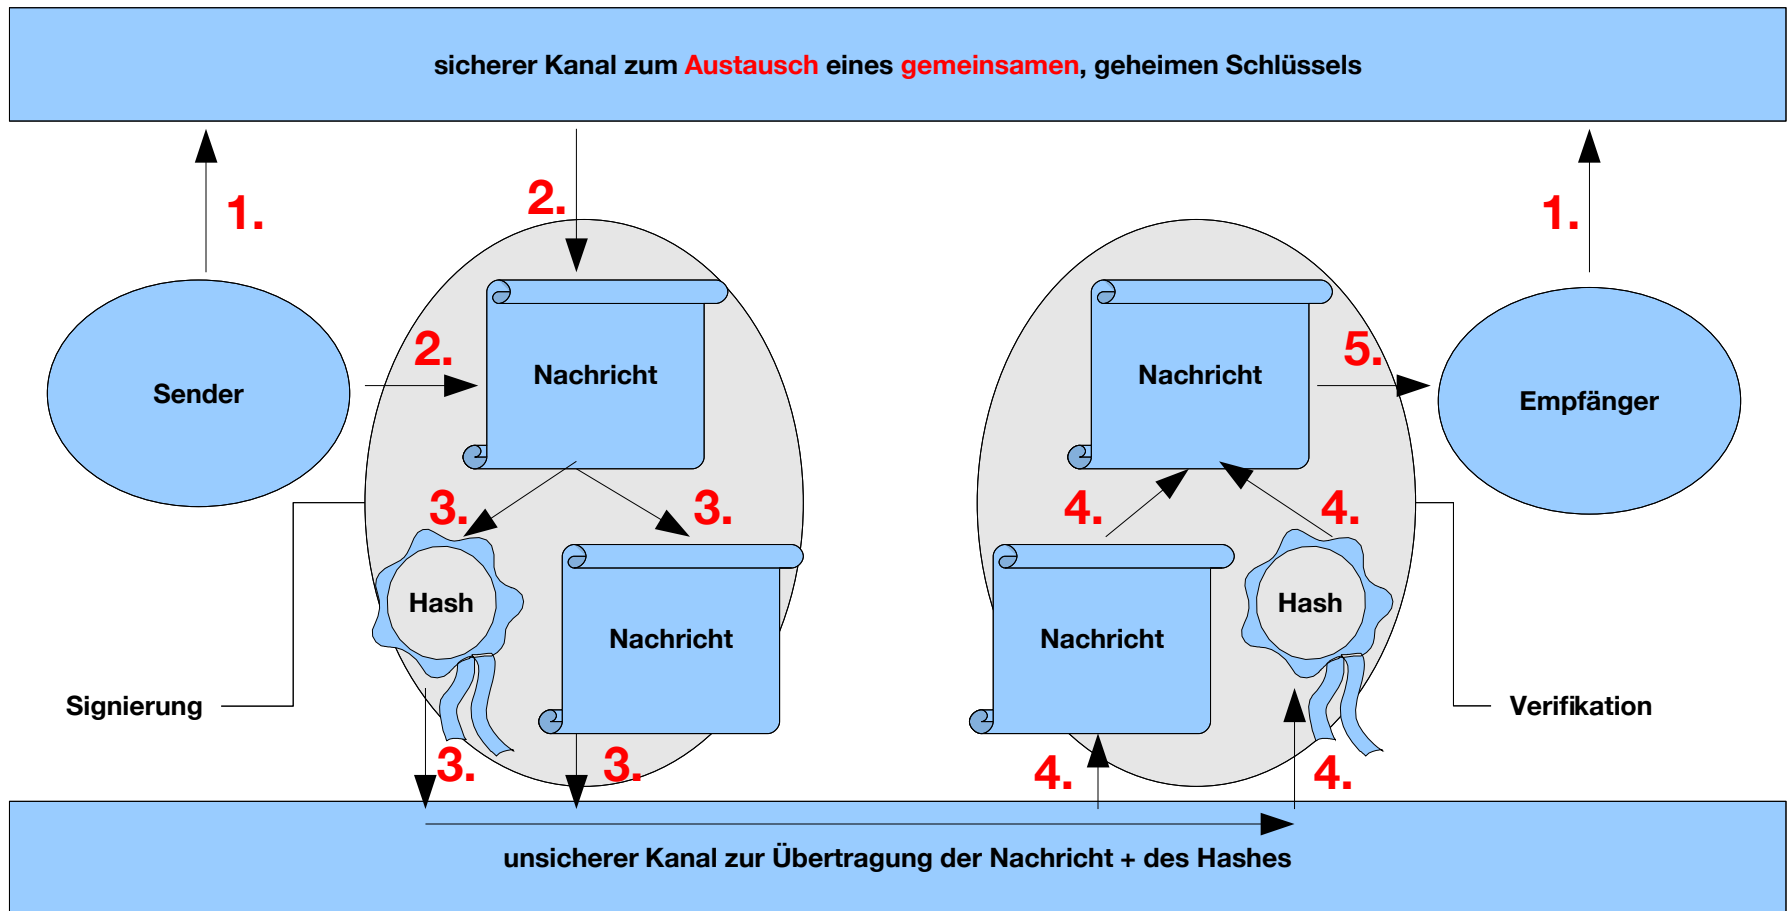 sicherer Kanal zum Austausch eines gemeinsamen, geheimen Schlüssels
1.
2.
1.
2.
Nachricht
Sender
Nachricht
5.
Empfänger
3.
3.
4.
4.
Hash
Nachricht
Nachricht
Hash
Signierung
Verifikation
3.
3.
4.
4.
unsicherer Kanal zur Übertragung der Nachricht + des Hashes